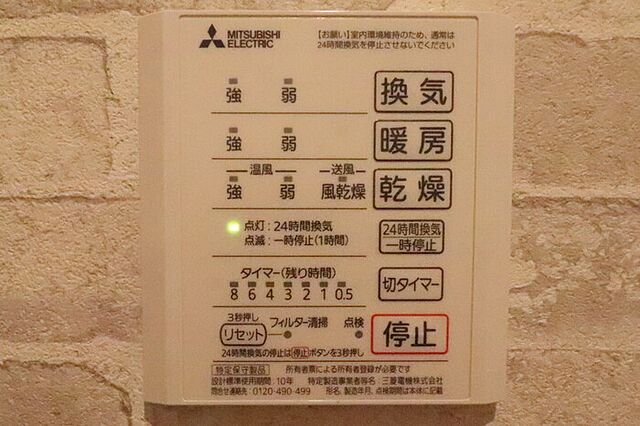 MITSUBISHI
ELECTRIC
【お願い】室内環境維持のため、通常は
24時間換気を停止させないでください
強 弱 換気
強 弱 暖房
温風 送風
強 弱 風乾燥 乾燥
点灯:24時間換気
点滅:一時停止(1時間)
24時間換気
一時停止
タイマー(残り時間)
8 6 4 3 2 1 0.5
切タイマー
3秒押し
リセット フィルター清掃 点検
停止
24時間換気の停止は停止ボタンを3秒押し
特定保守製品 所有者票による所有者登録が必要です
設計標準使用期間:10年 特定製造事業者等名:三菱電機株式会社
問合せ連絡先:0120-490-499 形名、製造年月、点検期間は本体に記載